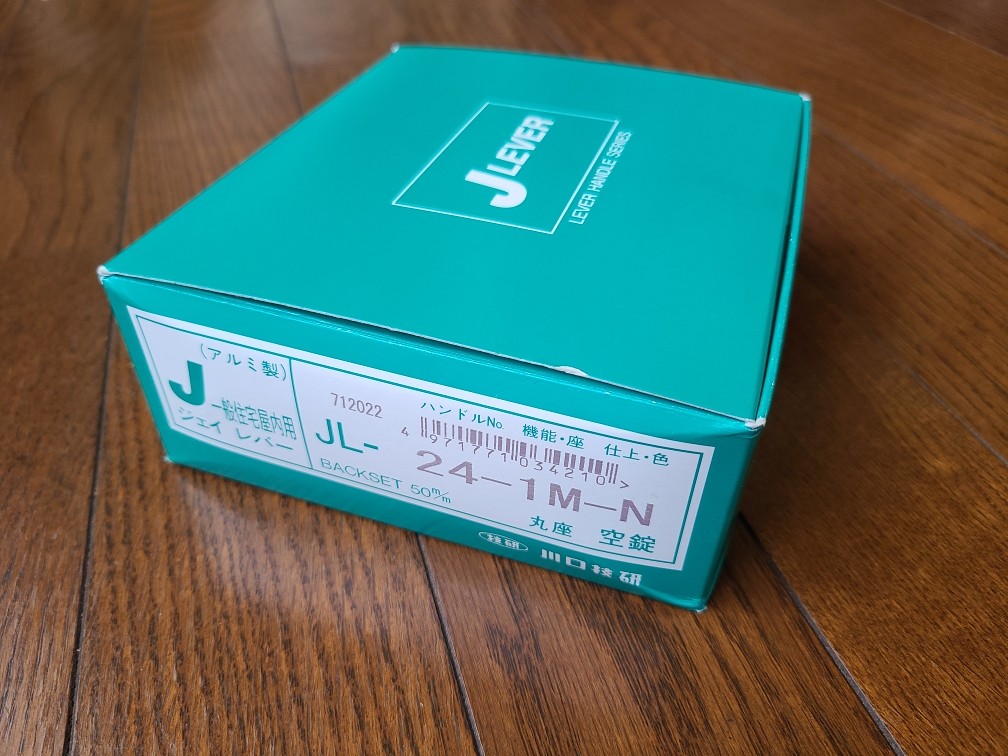 J LEVER
LEVER HANDLE SERIES
(アルミ製)
J 一般住宅屋内用
ジェイ レバー
712022 ハンドルNo. 機能・座 仕上・色
JL-
4 971771 034210 >
24-1M-N
BACKSET 50m/m
丸座 空錠
技研 川口技研